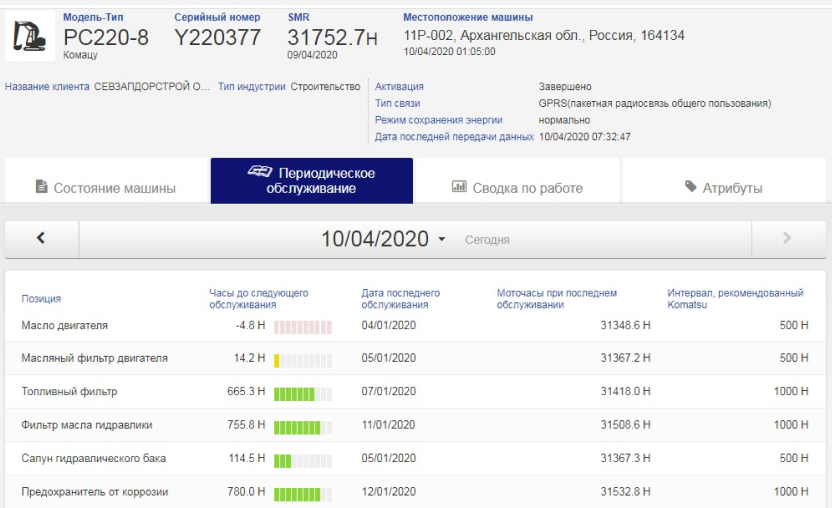 Модель-Тип Серийный номер SMR Местоположение машины
PC220-8 Y220377 31752.7H 11Р-002, Архангельская обл., Россия, 164134
Комацу 09/04/2020 10/04/2020 01:05:00
Название клиента СЕВЗАПДОРСТРОЙ О... Тип индустрии Строительство Активация Завершено
Тип связи GPRS(пакетная радиосвязь общего пользования)
Режим сохранения энергии нормально
Дата последней передачи данных 10/04/2020 07:32:47
Состояние машины Периодическое обслуживание Сводка по работе Атрибуты
10/04/2020 Сегодня
Позиция Часы до следующего обслуживания Дата последнего обслуживания Моточасы при последнем обслуживании Интервал, рекомендованный Komatsu
Масло двигателя -4.8 H 04/01/2020 31348.6 H 500 H
Масляный фильтр двигателя 14.2 H 05/01/2020 31367.2 H 500 H
Топливный фильтр 665.3 H 07/01/2020 31418.0 H 1000 H
Фильтр масла гидравлики 755.8 H 11/01/2020 31508.6 H 1000 H
Сапун гидравлического бака 114.5 H 05/01/2020 31367.3 H 500 H
Предохранитель от коррозии 780.0 H 12/01/2020 31532.8 H 1000 H